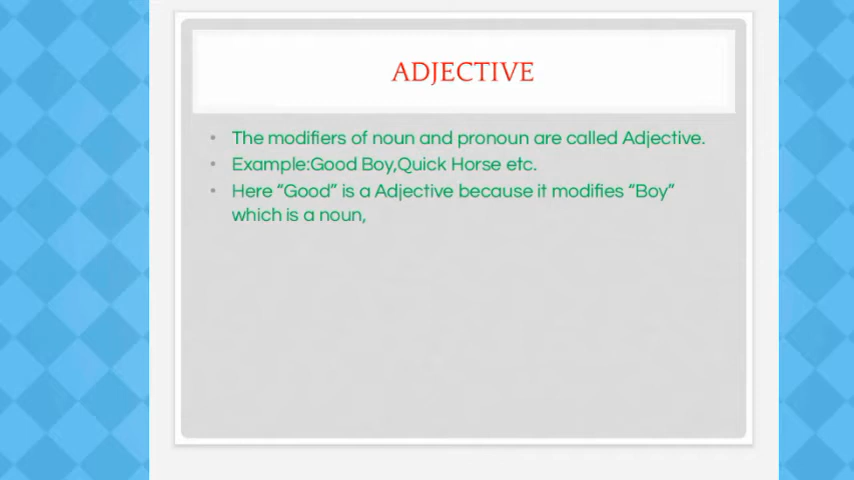 ADJECTIVE
• The modifiers of noun and pronoun are called Adjective.
• Example:Good Boy,Quick Horse etc.
• Here “Good” is a Adjective because it modifies “Boy”
which is a noun,